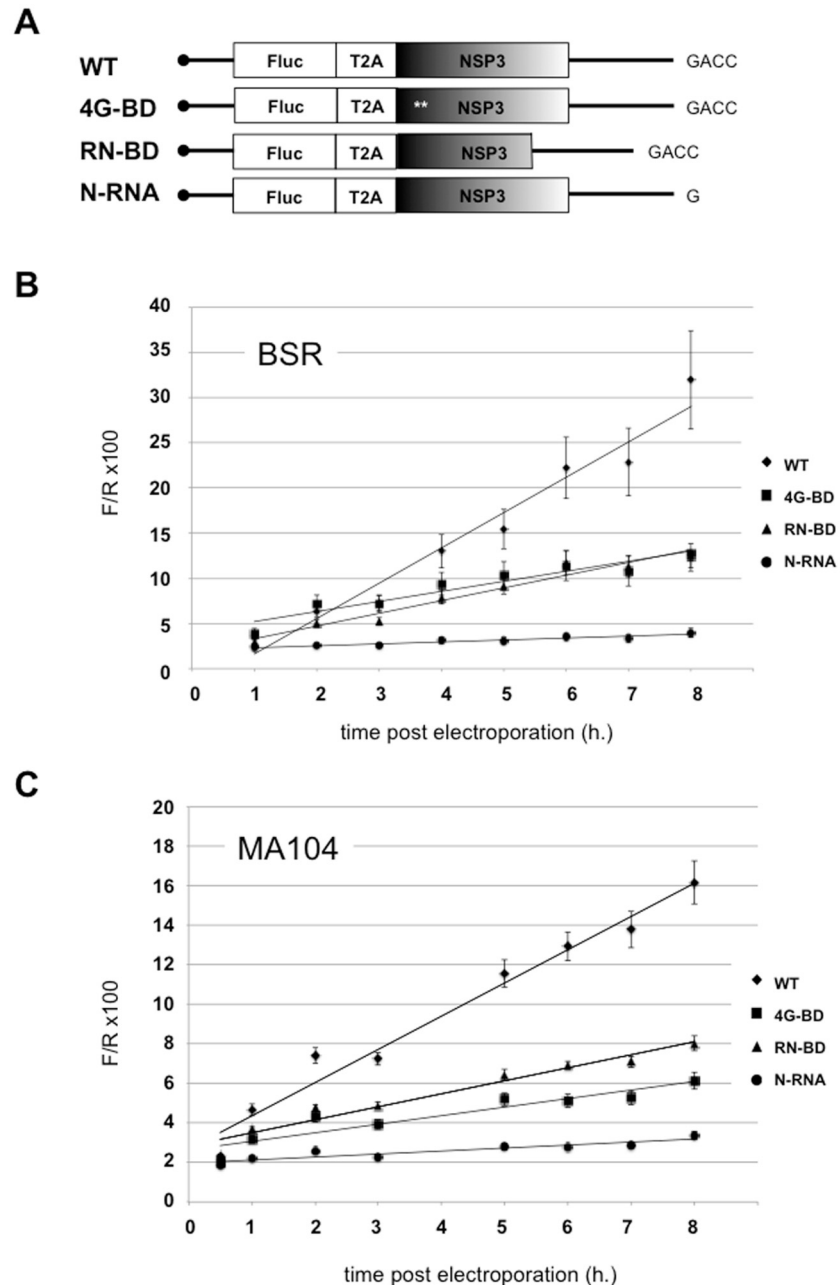 A
WT Fluc T2A NSP3 GACC
4G-BD Fluc T2A ** NSP3 GACC
RN-BD Fluc T2A NSP3 GACC
N-RNA Fluc T2A NSP3 G
B
40
35
30
25
20
15
10
5
0
F/R x100
BSR
0 1 2 3 4 5 6 7 8
time post electroporation (h.)
WT
4G-BD
RN-BD
N-RNA
C
20
18
16
14
12
10
8
6
4
2
0
F/R x100
MA104
0 1 2 3 4 5 6 7 8
time post electroporation (h.)
WT
4G-BD
RN-BD
N-RNA